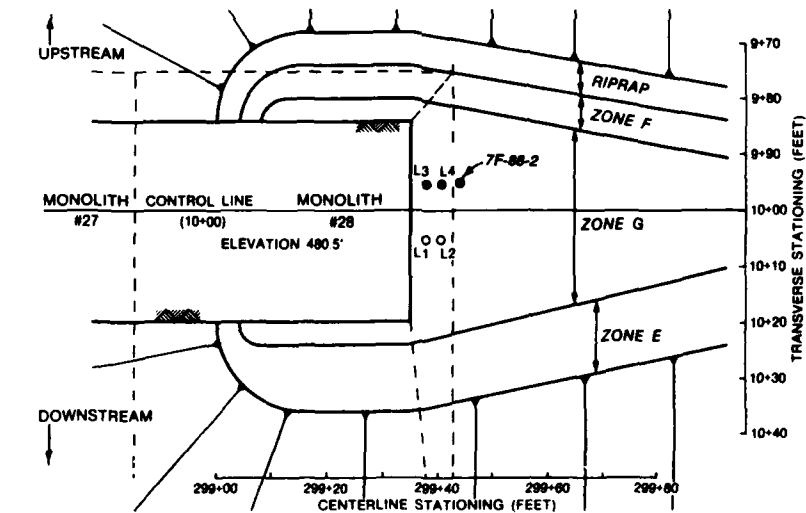 UPSTREAM
9+70
RIPRAP
9+80
ZONE F
9+90
L3 L4
7F-86-2
MONOLITH
#27
CONTROL LINE
(10+00)
MONOLITH
#28
10+00
ZONE G
ELEVATION 480 5'
L1 L2
10+10
10+20
ZONE E
10+30
DOWNSTREAM
10+40
TRANSVERSE STATIONING (FEET)
299+00
299+20
299+40
299+60
299+80
CENTERLINE STATIONING (FEET)